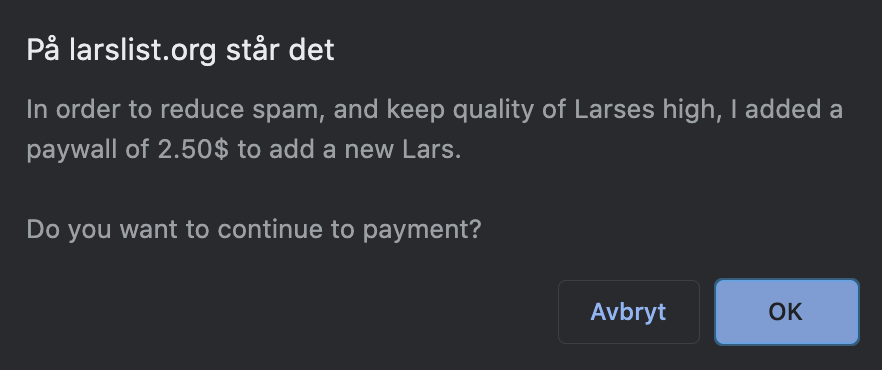 På larslist.org står det
In order to reduce spam, and keep quality of Larses high, I added a
paywall of 2.50$ to add a new Lars.
Do you want to continue to payment?
Avbryt
OK